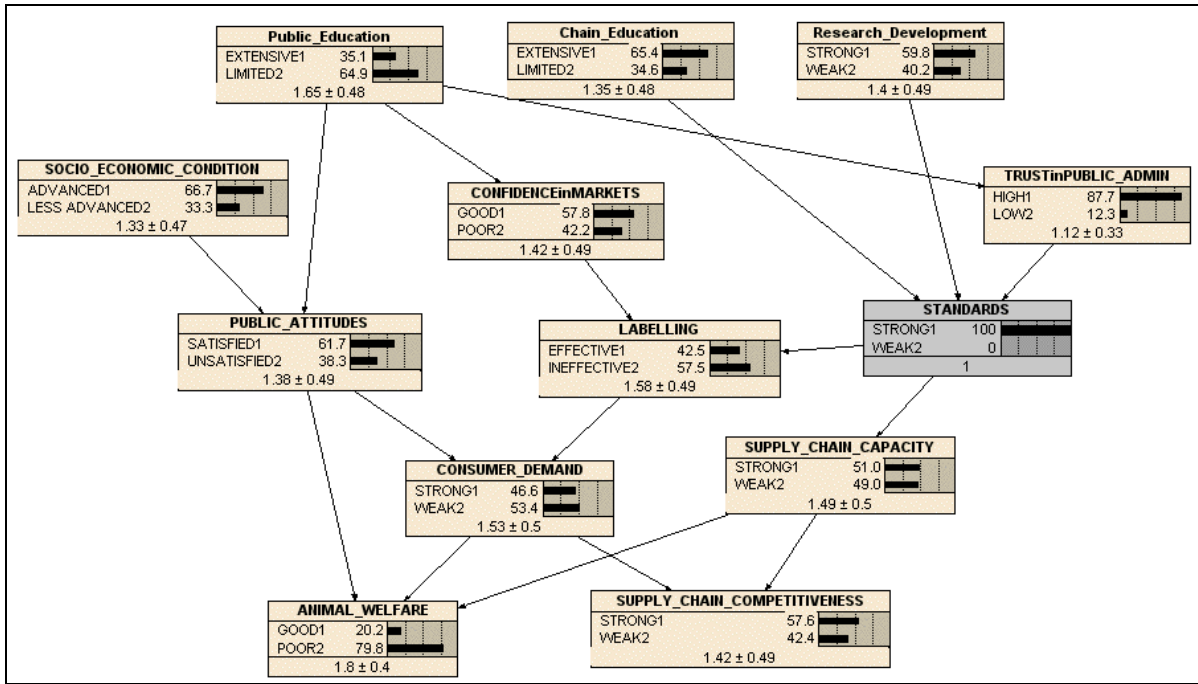 Public_Education
EXTENSIVE1 35.1
LIMITED2 64.9
1.65 ± 0.48
Chain_Education
EXTENSIVE1 65.4
LIMITED2 34.6
1.35 ± 0.48
Research_Development
STRONG1 59.8
WEAK2 40.2
1.4 ± 0.49
SOCIO_ECONOMIC_CONDITION
ADVANCED1 66.7
LESS ADVANCED2 33.3
1.33 ± 0.47
CONFIDENCEinMARKETS
GOOD1 57.8
POOR2 42.2
1.42 ± 0.49
TRUSTinPUBLIC_ADMIN
HIGH1 87.7
LOW2 12.3
1.12 ± 0.33
PUBLIC_ATTITUDES
SATISFIED1 61.7
UNSATISFIED2 38.3
1.38 ± 0.49
LABELLING
EFFECTIVE1 42.5
INEFFECTIVE2 57.5
1.58 ± 0.49
STANDARDS
STRONG1 100
WEAK2 0
1
CONSUMER_DEMAND
STRONG1 46.6
WEAK2 53.4
1.53 ± 0.5
SUPPLY_CHAIN_CAPACITY
STRONG1 51.0
WEAK2 49.0
1.49 ± 0.5
ANIMAL_WELFARE
GOOD1 20.2
POOR2 79.8
1.8 ± 0.4
SUPPLY_CHAIN_COMPETITIVENESS
STRONG1 57.6
WEAK2 42.4
1.42 ± 0.49